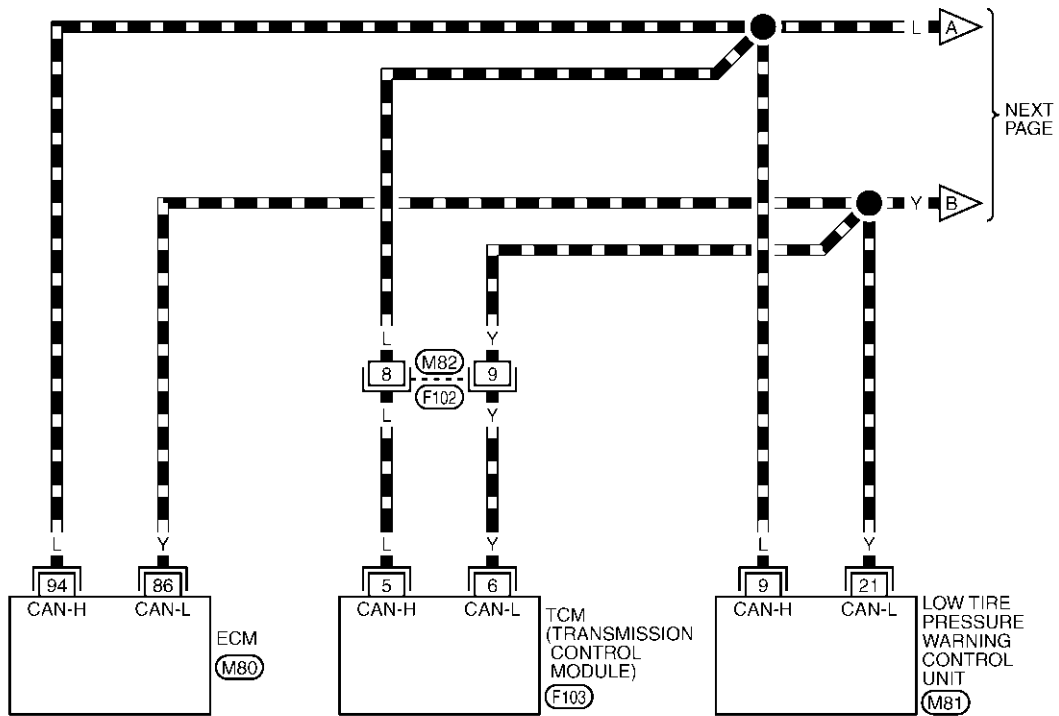 L A
NEXT
PAGE
Y B
L Y
8 M82 9
F102
L Y
L Y L Y L Y
94 86 5 6 9 21
CAN-H CAN-L CAN-H CAN-L CAN-H CAN-L
ECM
M80
TCM
(TRANSMISSION
CONTROL
MODULE)
F103
LOW TIRE
PRESSURE
WARNING
CONTROL
UNIT
M81